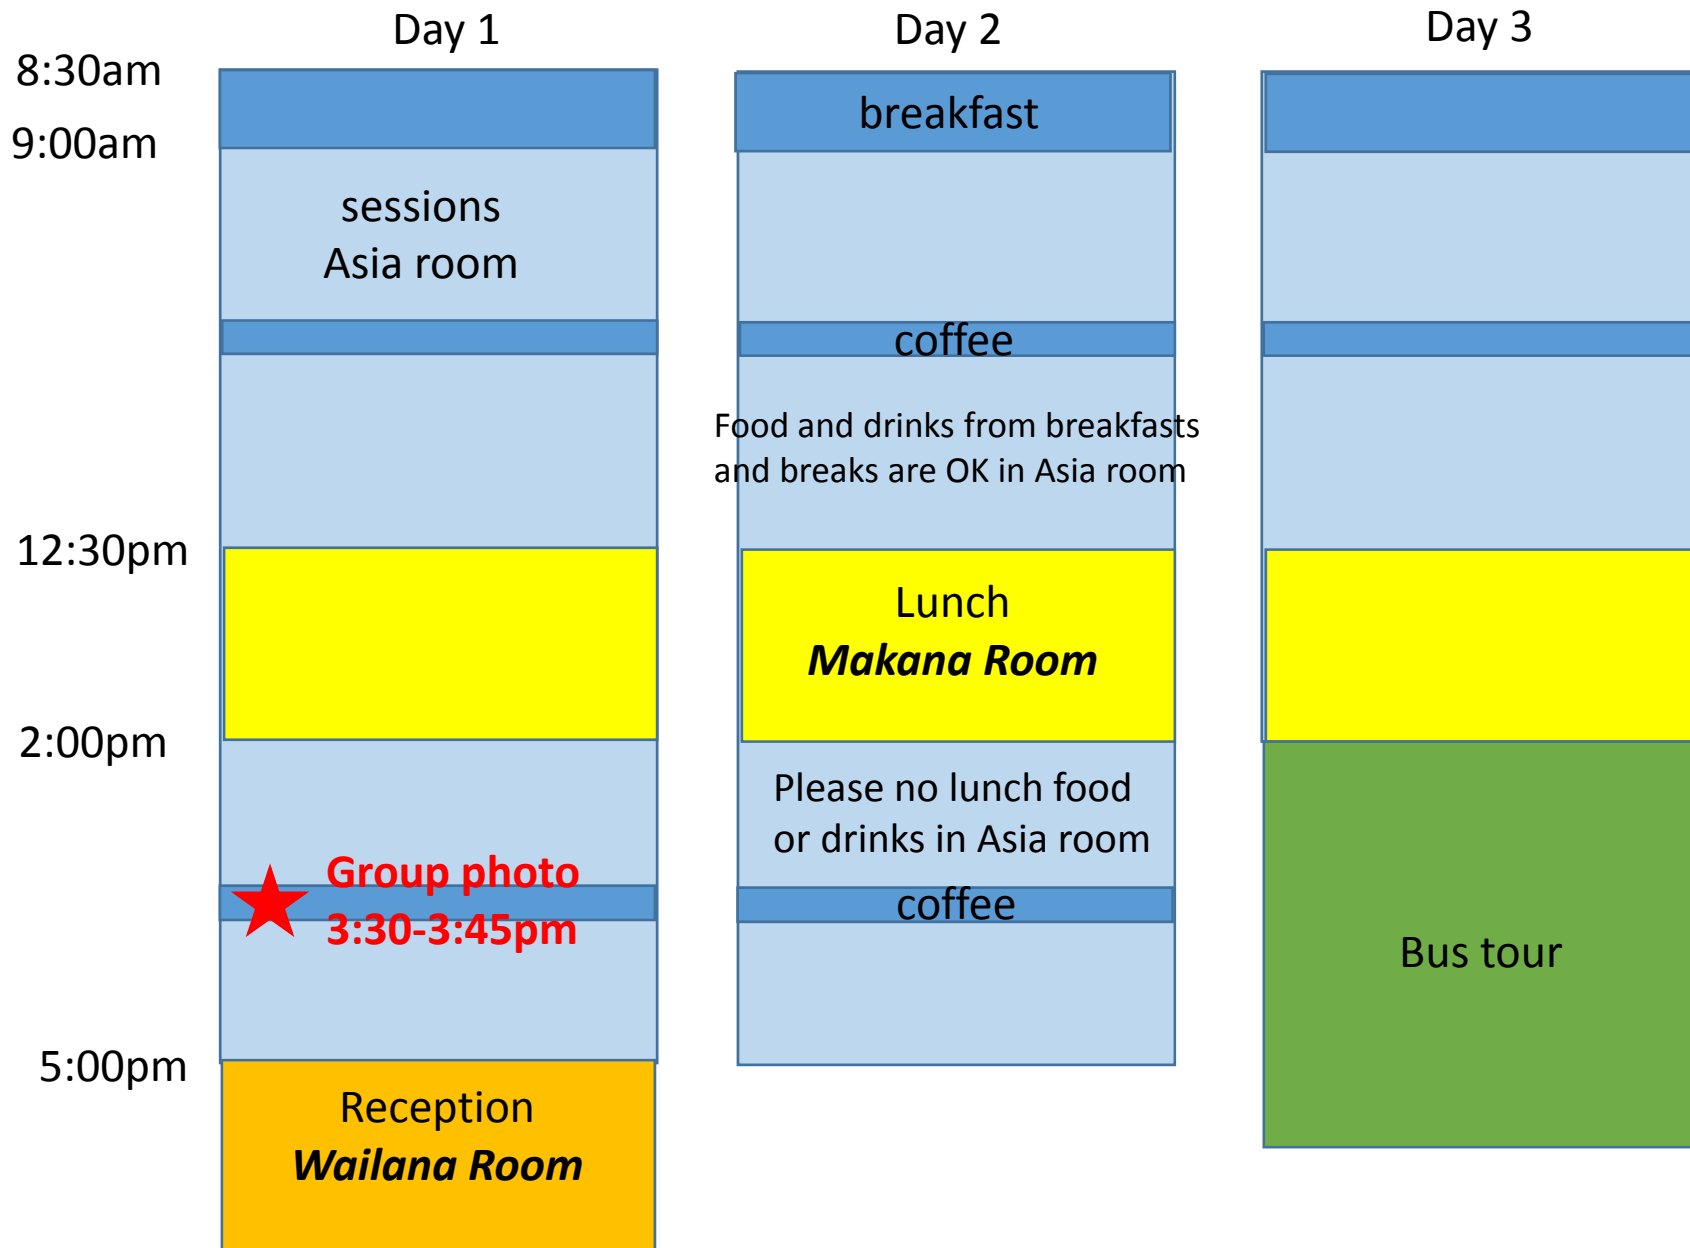 Day 1
Day 2
Day 3
8:30am
9:00am
12:30pm
2:00pm
5:00pm
sessions
Asia room
Group photo
3:30-3:45pm
Reception
Wailana Room
breakfast
coffee
Food and drinks from breakfasts
and breaks are OK in Asia room
Lunch
Makana Room
Please no lunch food
or drinks in Asia room
coffee
Bus tour